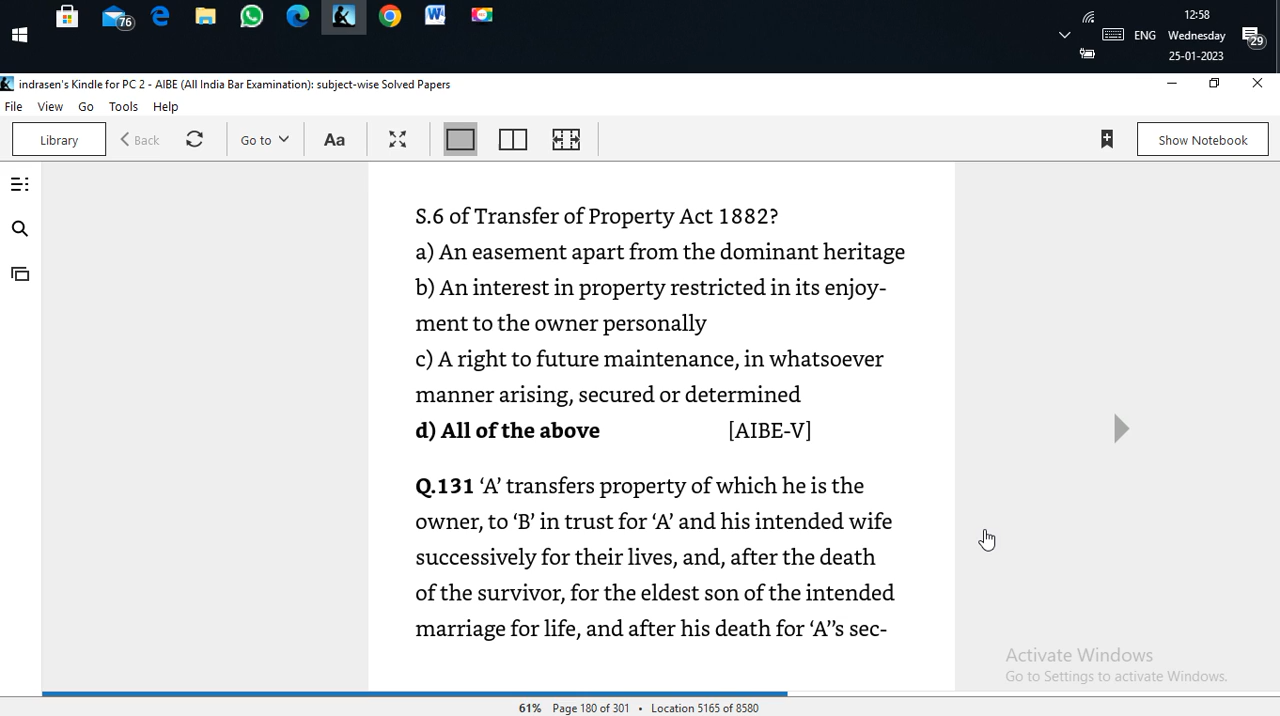 76
12:58
ENG Wednesday
29
25-01-2023
indrasen's Kindle for PC 2 - AIBE (All India Bar Examination): subject-wise Solved Papers
File View Go Tools Help
Library Back Go to Aa Show Notebook
S.6 of Transfer of Property Act 1882?
a) An easement apart from the dominant heritage
b) An interest in property restricted in its enjoy-
ment to the owner personally
c) A right to future maintenance, in whatsoever
manner arising, secured or determined
d) All of the above [AIBE-V]
Q.131 ‘A’ transfers property of which he is the
owner, to ‘B’ in trust for ‘A’ and his intended wife
successively for their lives, and, after the death
of the survivor, for the eldest son of the intended
marriage for life, and after his death for ‘A’’s sec-
Activate Windows
Go to Settings to activate Windows.
61% Page 180 of 301 • Location 5165 of 8580